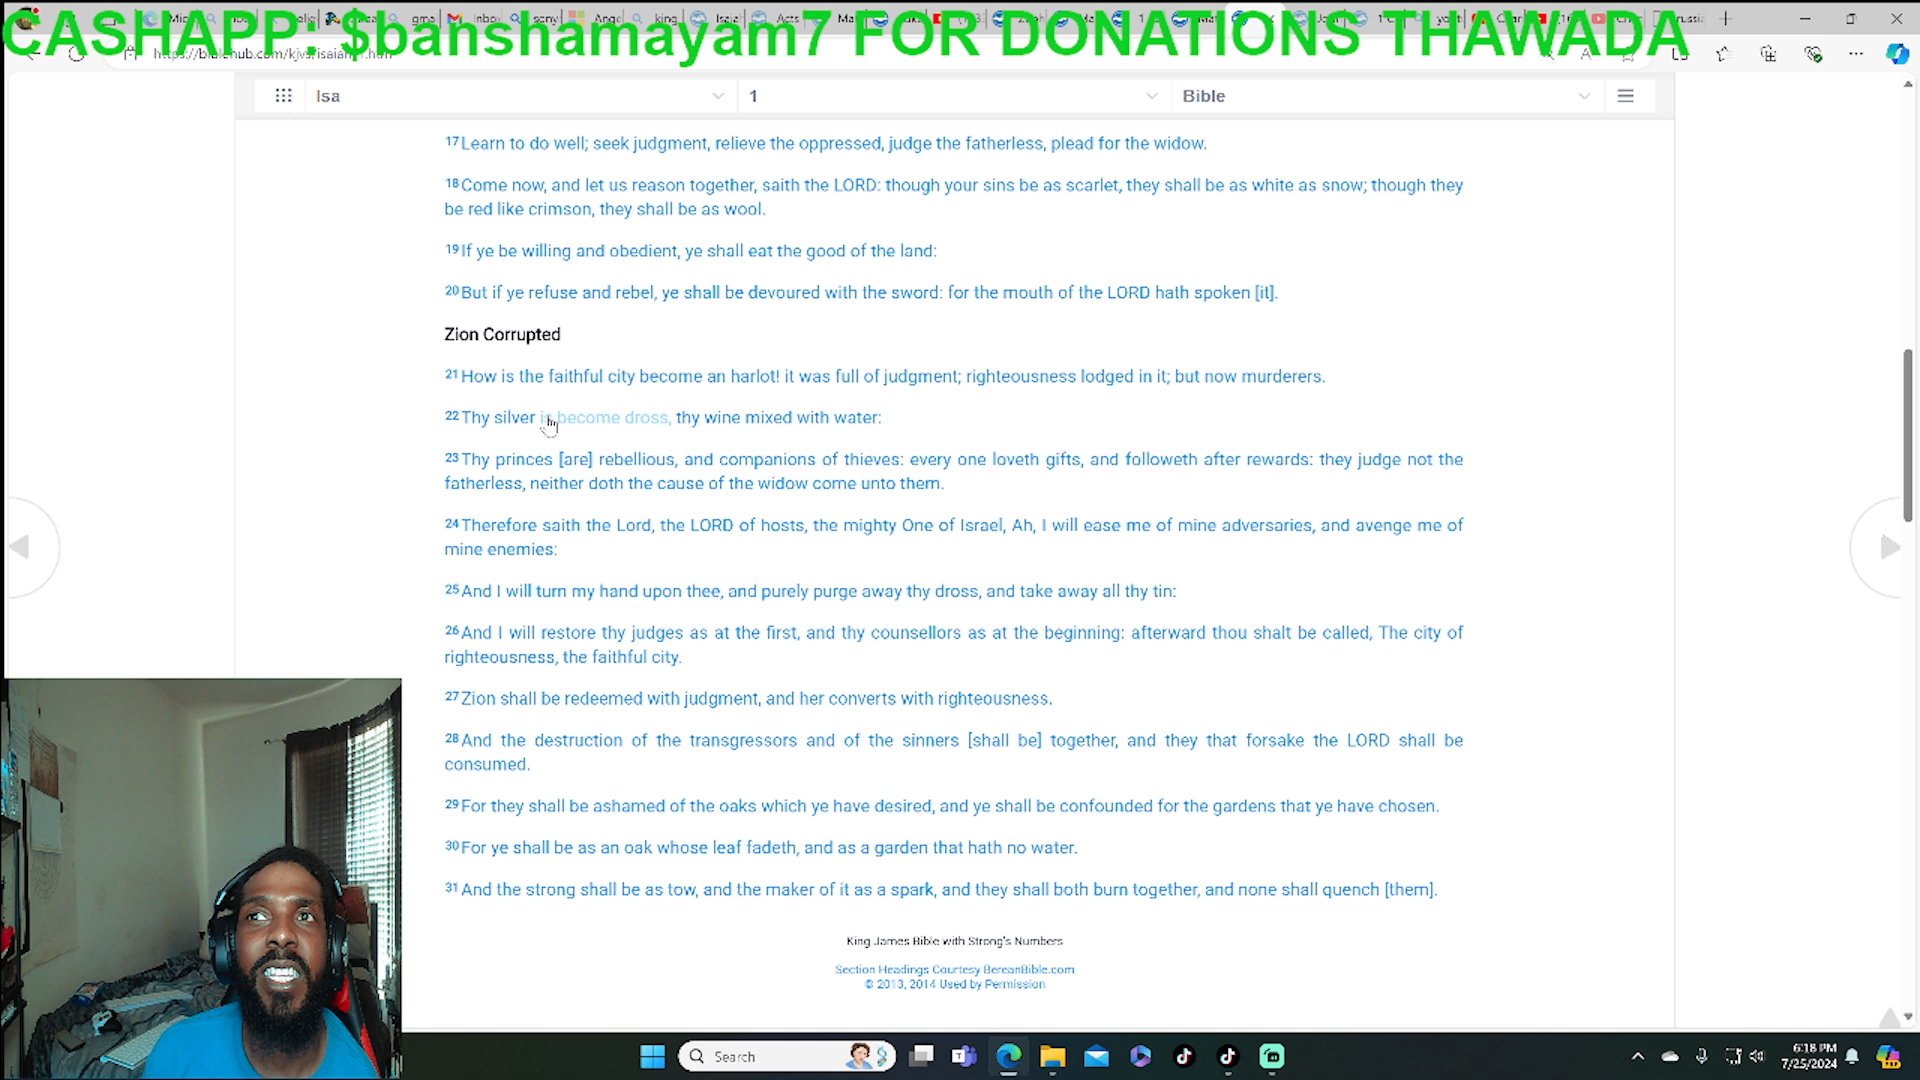 CASHAPP: $banshamayam7 FOR DONATIONS THAWADA
Isa
1
Bible
17 Learn to do well; seek judgment, relieve the oppressed, judge the fatherless, plead for the widow.
18 Come now, and let us reason together, saith the LORD: though your sins be as scarlet, they shall be as white as snow; though they
be red like crimson, they shall be as wool.
19 If ye be willing and obedient, ye shall eat the good of the land:
20 But if ye refuse and rebel, ye shall be devoured with the sword: for the mouth of the LORD hath spoken [it].
Zion Corrupted
21 How is the faithful city become an harlot! it was full of judgment; righteousness lodged in it; but now murderers.
22 Thy silver is become dross, thy wine mixed with water:
23 Thy princes [are] rebellious, and companions of thieves: every one loveth gifts, and followeth after rewards: they judge not the
fatherless, neither doth the cause of the widow come unto them.
24 Therefore saith the Lord, the LORD of hosts, the mighty One of Israel, Ah, I will ease me of mine adversaries, and avenge me of
mine enemies:
25 And I will turn my hand upon thee, and purely purge away thy dross, and take away all thy tin:
26 And I will restore thy judges as at the first, and thy counsellors as at the beginning: afterward thou shalt be called, The city of
righteousness, the faithful city.
27 Zion shall be redeemed with judgment, and her converts with righteousness.
28 And the destruction of the transgressors and of the sinners [shall be] together, and they that forsake the LORD shall be
consumed.
29 For they shall be ashamed of the oaks which ye have desired, and ye shall be confounded for the gardens that ye have chosen.
30 For ye shall be as an oak whose leaf fadeth, and as a garden that hath no water.
31 And the strong shall be as tow, and the maker of it as a spark, and they shall both burn together, and none shall quench [them].
King James Bible with Strong's Numbers
Section Headings Courtesy BereanBible.com
© 2013, 2014 Used by Permission
Search
6:18 PM
7/25/2024